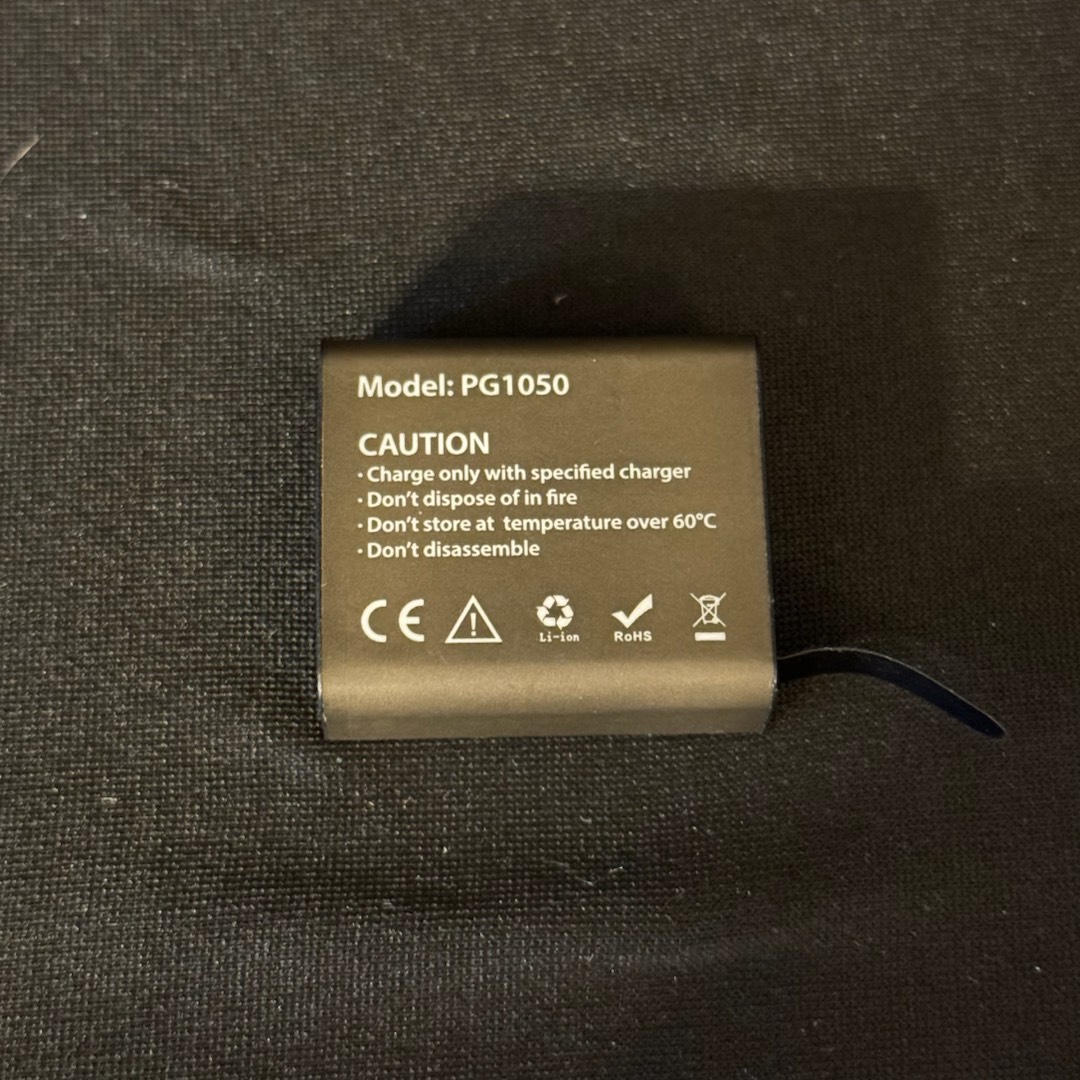 Model: PG1050
CAUTION
· Charge only with specified charger
· Don't dispose of in fire
· Don't store at temperature over 60°C
· Don't disassemble
CE
Li-ion RoHS